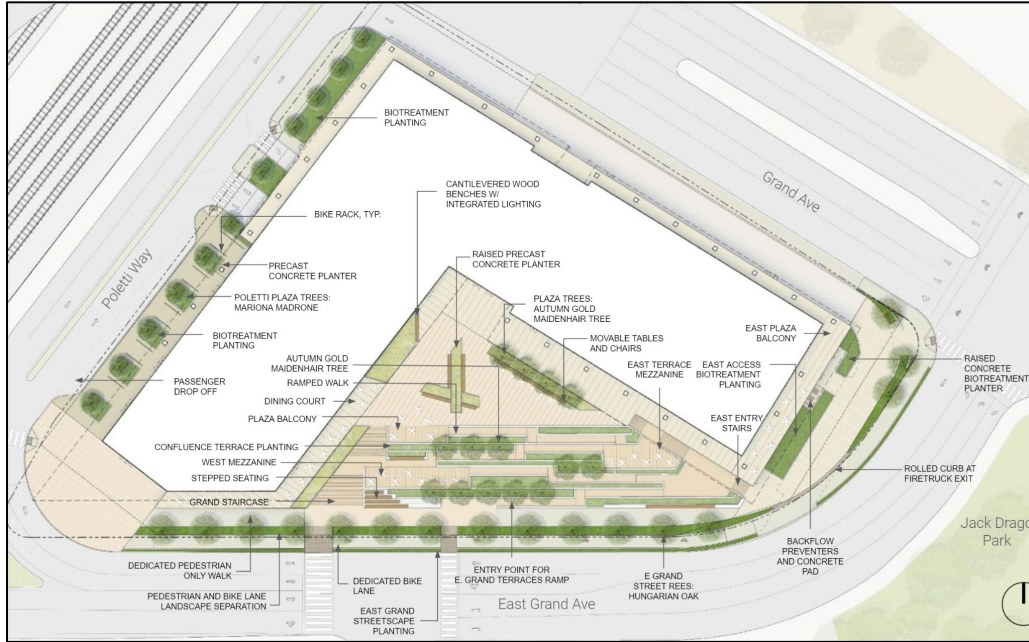 BIOTREATMENT
PLANTING
CANTILEVERED WOOD
BENCHES W/
INTEGRATED LIGHTING
Grand Ave
BIKE RACK, TYP.
Poletti Way
PRECAST
CONCRETE PLANTER
RAISED PRECAST
CONCRETE PLANTER
POLETTI PLAZA TREES:
MARIONA MADRONE
PLAZA TREES:
AUTUMN GOLD
MAIDENHAIR TREE
BIOTREATMENT
PLANTING
MOVABLE TABLES
AND CHAIRS
EAST PLAZA
BALCONY
AUTUMN GOLD
MAIDENHAIR TREE
EAST TERRACE
MEZZANINE
EAST ACCESS
BIOTREATMENT
PLANTING
RAISED
CONCRETE
BIOTREATMENT
PLANTER
PASSENGER
DROP OFF
RAMPED WALK
DINING COURT
PLAZA BALCONY
EAST ENTRY
STAIRS
CONFLUENCE TERRACE PLANTING
WEST MEZZANINE
STEPPED SEATING
ROLLED CURB AT
FIRETRUCK EXIT
GRAND STAIRCASE
Jack Drago
Park
DEDICATED PEDESTRIAN
ONLY WALK
PEDESTRIAN AND BIKE LANE
LANDSCAPE SEPARATION
DEDICATED BIKE
LANE
EAST GRAND
STREETSCAPE
PLANTING
ENTRY POINT FOR
E. GRAND TERRACES RAMP
East Grand Ave
E GRAND
STREET REES:
HUNGARIAN OAK
BACKFLOW
PREVENTERS
AND CONCRETE
PAD